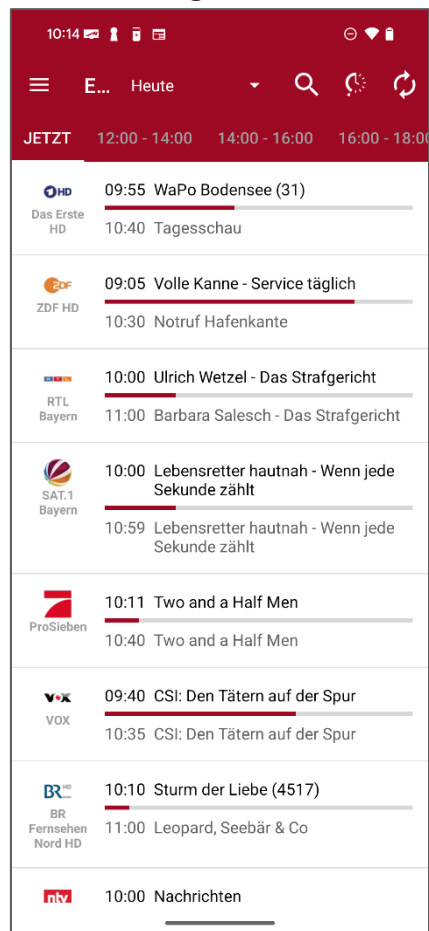 10:14
E... Heute
JETZT 12:00 - 14:00 14:00 - 16:00 16:00 - 18:00
HD 09:55 WaPo Bodensee (31)
Das Erste
HD
10:40 Tagesschau
ZDF 09:05 Volle Kanne - Service täglich
ZDF HD
10:30 Notruf Hafenkante
RTL 10:00 Ulrich Wetzel - Das Strafgericht
RTL
Bayern
11:00 Barbara Salesch - Das Strafgericht
10:00 Lebensretter hautnah - Wenn jede
Sekunde zählt
SAT.1
Bayern
10:59 Lebensretter hautnah - Wenn jede
Sekunde zählt
10:11 Two and a Half Men
ProSieben
10:40 Two and a Half Men
VOX 09:40 CSI: Den Tätern auf der Spur
VOX
10:35 CSI: Den Tätern auf der Spur
BR HD 10:10 Sturm der Liebe (4517)
BR
Fernsehen
Nord HD
11:00 Leopard, Seebär & Co
ntv 10:00 Nachrichten